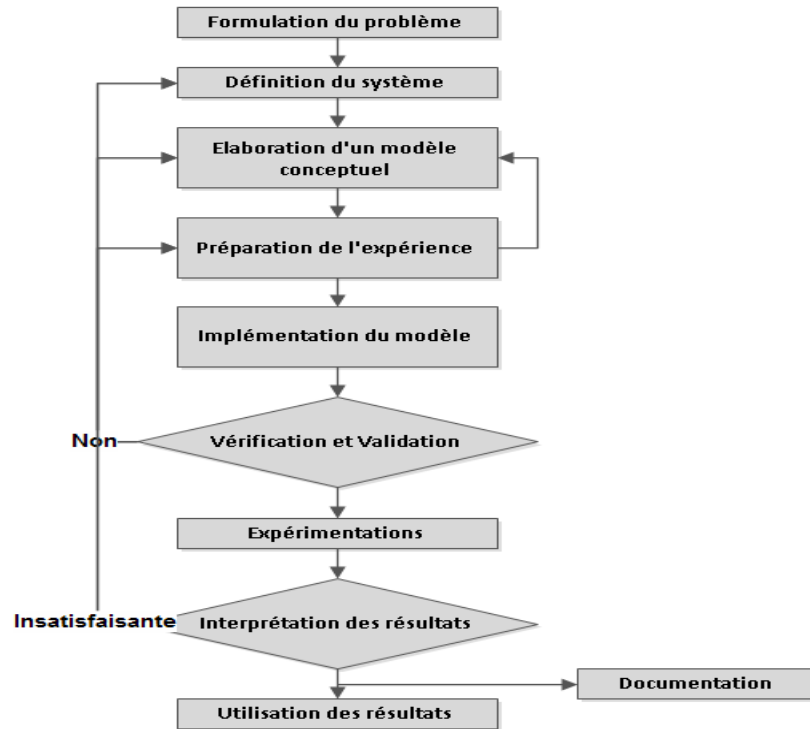 Formulation du problème
Définition du système
Elaboration d'un modèle
conceptuel
Préparation de l'expérience
Implémentation du modèle
Non
Vérification et Validation
Expérimentations
Insatisfaisante
Interprétation des résultats
Documentation
Utilisation des résultats